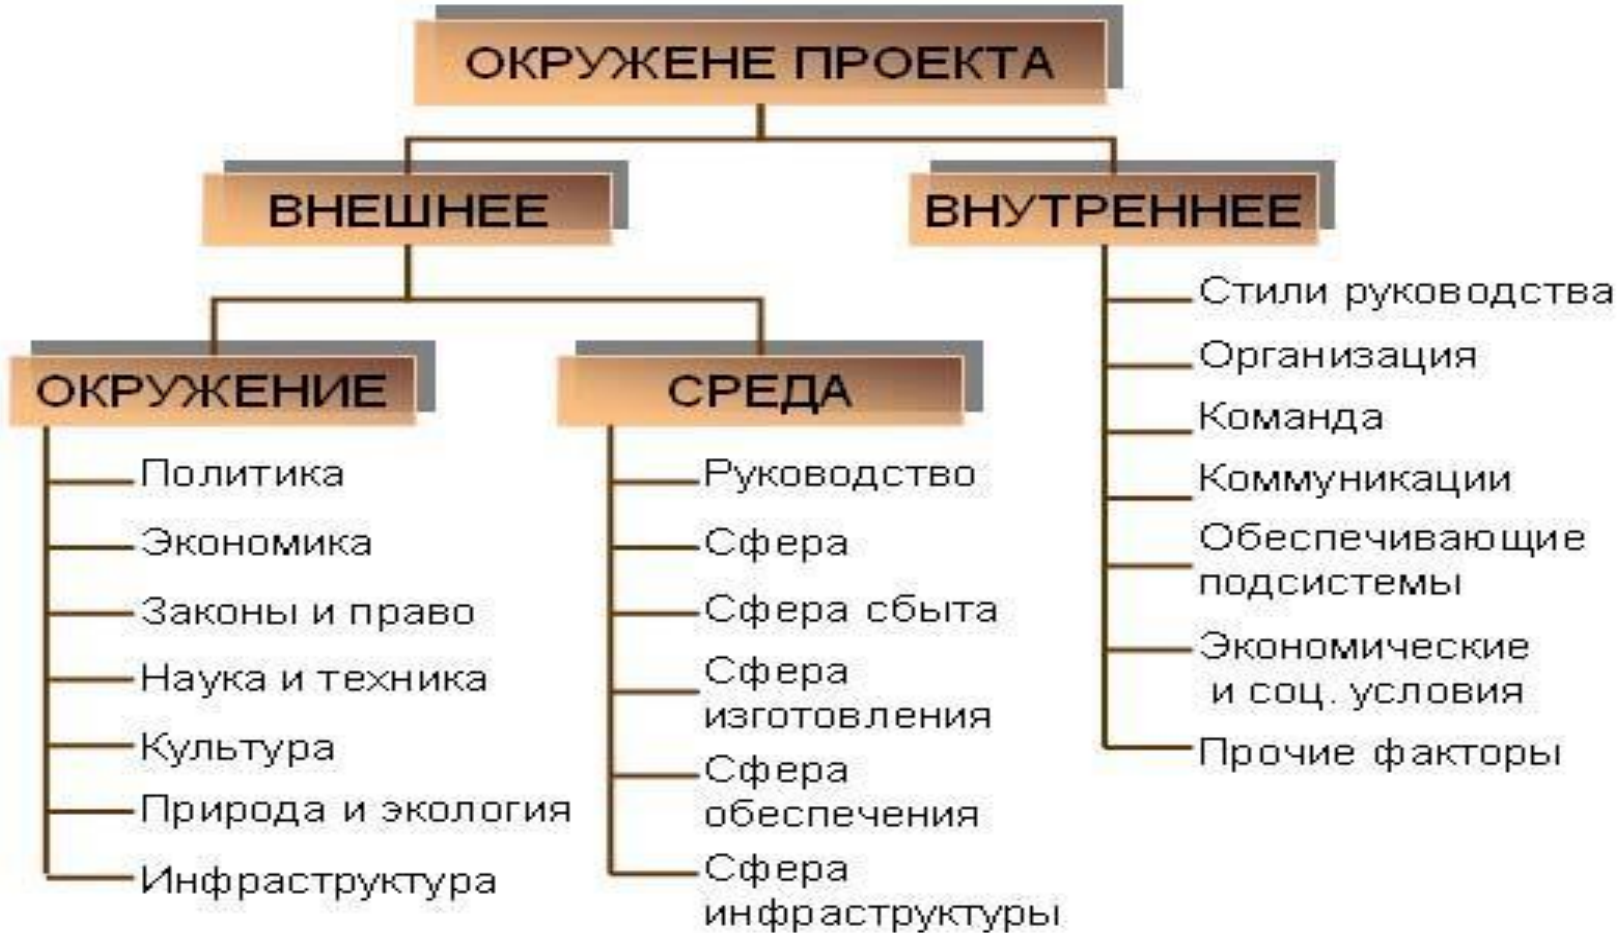 ОКРУЖЕНЕ ПРОЕКТА
ВНЕШНЕЕ
ВНУТРЕННЕЕ
ОКРУЖЕНИЕ
Политика
Экономика
Законы и право
Наука и техника
Культура
Природа и экология
Инфраструктура
СРЕДА
Руководство
Сфера
Сфера сбыта
Сфера
изготовления
Сфера
обеспечения
Сфера
инфраструктуры
Стили руководства
Организация
Команда
Коммуникации
Обеспечивающие
подсистемы
Экономические
и соц. условия
Прочие факторы